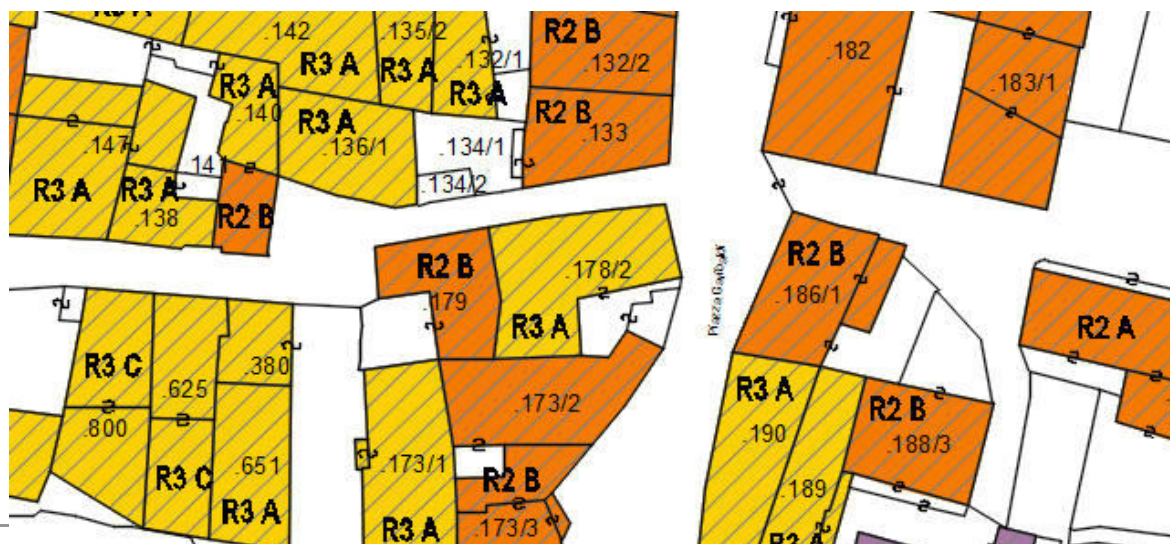 R3 A
.142
.135/2
R2 B
.132/1
R3 A
R3 A
.132/2
.182
R3 A
R3 A
.183/1
.140
R3 A
R2 B
.133
.147
.136/1
.134/1
R3 A
R3 A
.134/2
.138
R2 B
R2 B
.178/2
R2 B
.179
.186/1
R3 A
R2 A
R3 C
.380
.625
R3 A
.173/2
R2 B
.800
.190
.188/3
.651
.173/1
R2 B
R3 C
.189
R3 A
R3 A
.173/3
Piazza